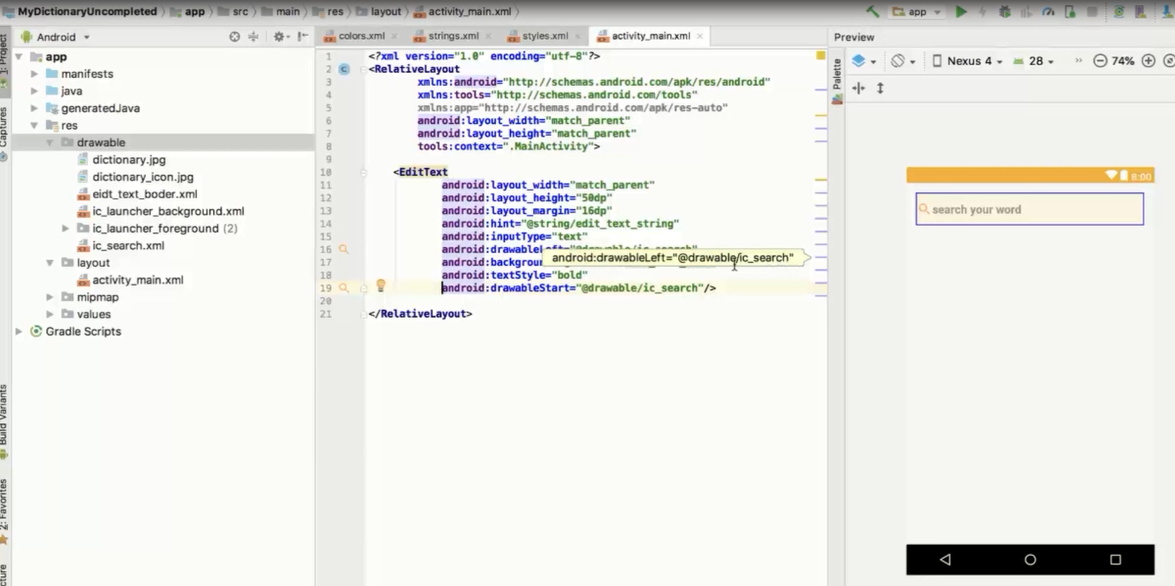 MyDictionaryUncompleted app src main res layout activity_main.xml
app
Android
colors.xml strings.xml styles.xml activity_main.xml
Preview
1: Project
Captures
Build Variants
2: Favorites
app
manifests
java
generatedJava
res
drawable
dictionary.jpg
dictionary_icon.jpg
eidt_text_boder.xml
ic_launcher_background.xml
ic_launcher_foreground (2)
ic_search.xml
layout
activity_main.xml
mipmap
values
Gradle Scripts
1 <?xml version="1.0" encoding="utf-8"?>
2 <RelativeLayout
3 xmlns:android="http://schemas.android.com/apk/res/android"
4 xmlns:tools="http://schemas.android.com/tools"
5 xmlns:app="http://schemas.android.com/apk/res-auto"
6 android:layout_width="match_parent"
7 android:layout_height="match_parent"
8 tools:context=".MainActivity">
9
10 <EditText
11 android:layout_width="match_parent"
12 android:layout_height="50dp"
13 android:layout_margin="16dp"
14 android:hint="@string/edit_text_string"
15 android:inputType="text"
16 android:drawableLeft="@drawable/ic_search"
android:drawableLeft="@drawable/ic_search"
17 android:backgrou
18 android:textStyle="bold"
19 android:drawableStart="@drawable/ic_search"/>
20
21 </RelativeLayout>
Palette
Nexus 4 28 74%
8:00
search your word